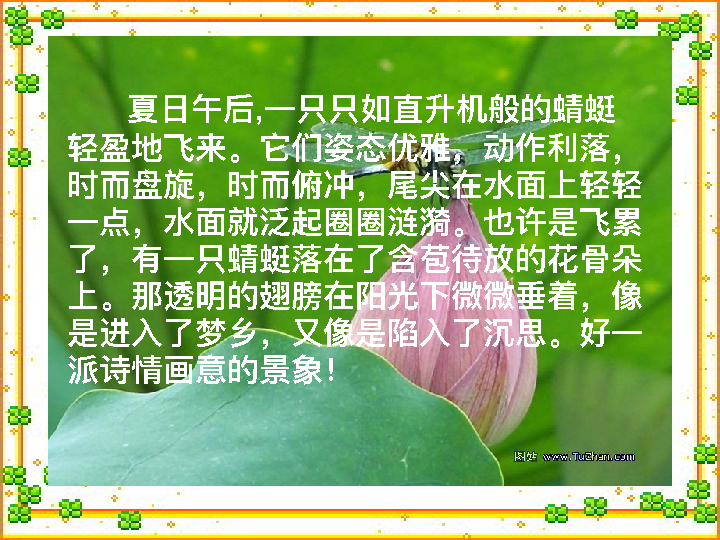 夏日午后,一只只如直升机般的蜻蜓
轻盈地飞来。它们姿态优雅，动作利落，
时而盘旋，时而俯冲，尾尖在水面上轻轻
一点，水面就泛起圈圈涟漪。也许是飞累
了，有一只蜻蜓落在了含苞待放的花骨朵
上。那透明的翅膀在阳光下微微垂着，像
是进入了梦乡，又像是陷入了沉思。好一
派诗情画意的景象！
图处 www.TuChan.com